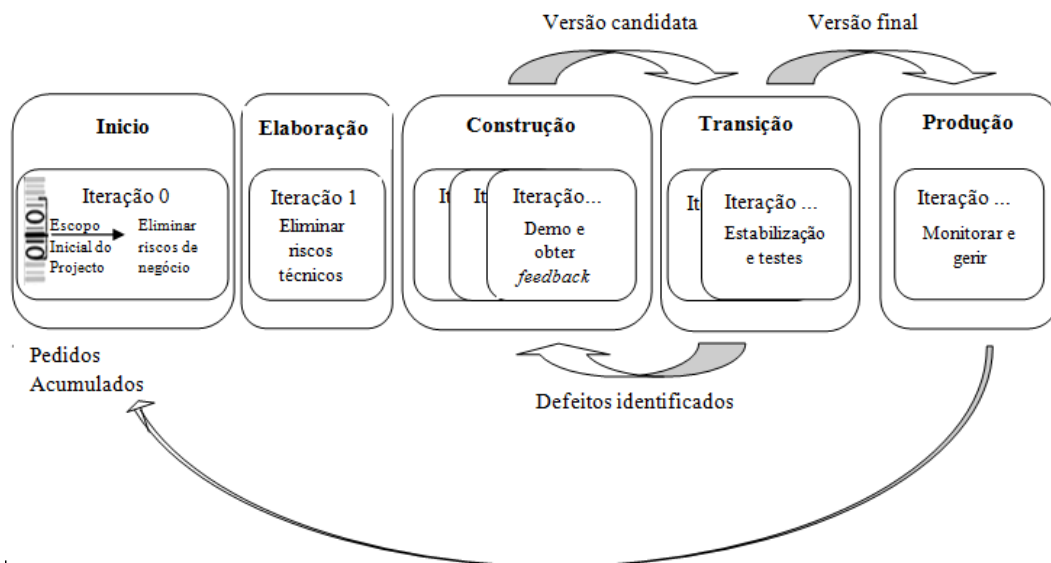 Versão candidata
Versão final
Inicio
Elaboração
Construção
Transição
Produção
Iteração 0
Escopo
Inicial do
Projecto
Eliminar
riscos de
negócio
Iteração 1
Eliminar
riscos
técnicos
It
It
Iteração...
Demo e
obter
feedback
It
Iteração ...
Estabilização
e testes
Iteração ...
Monitorar e
gerir
Pedidos
Acumulados
Defeitos identificados